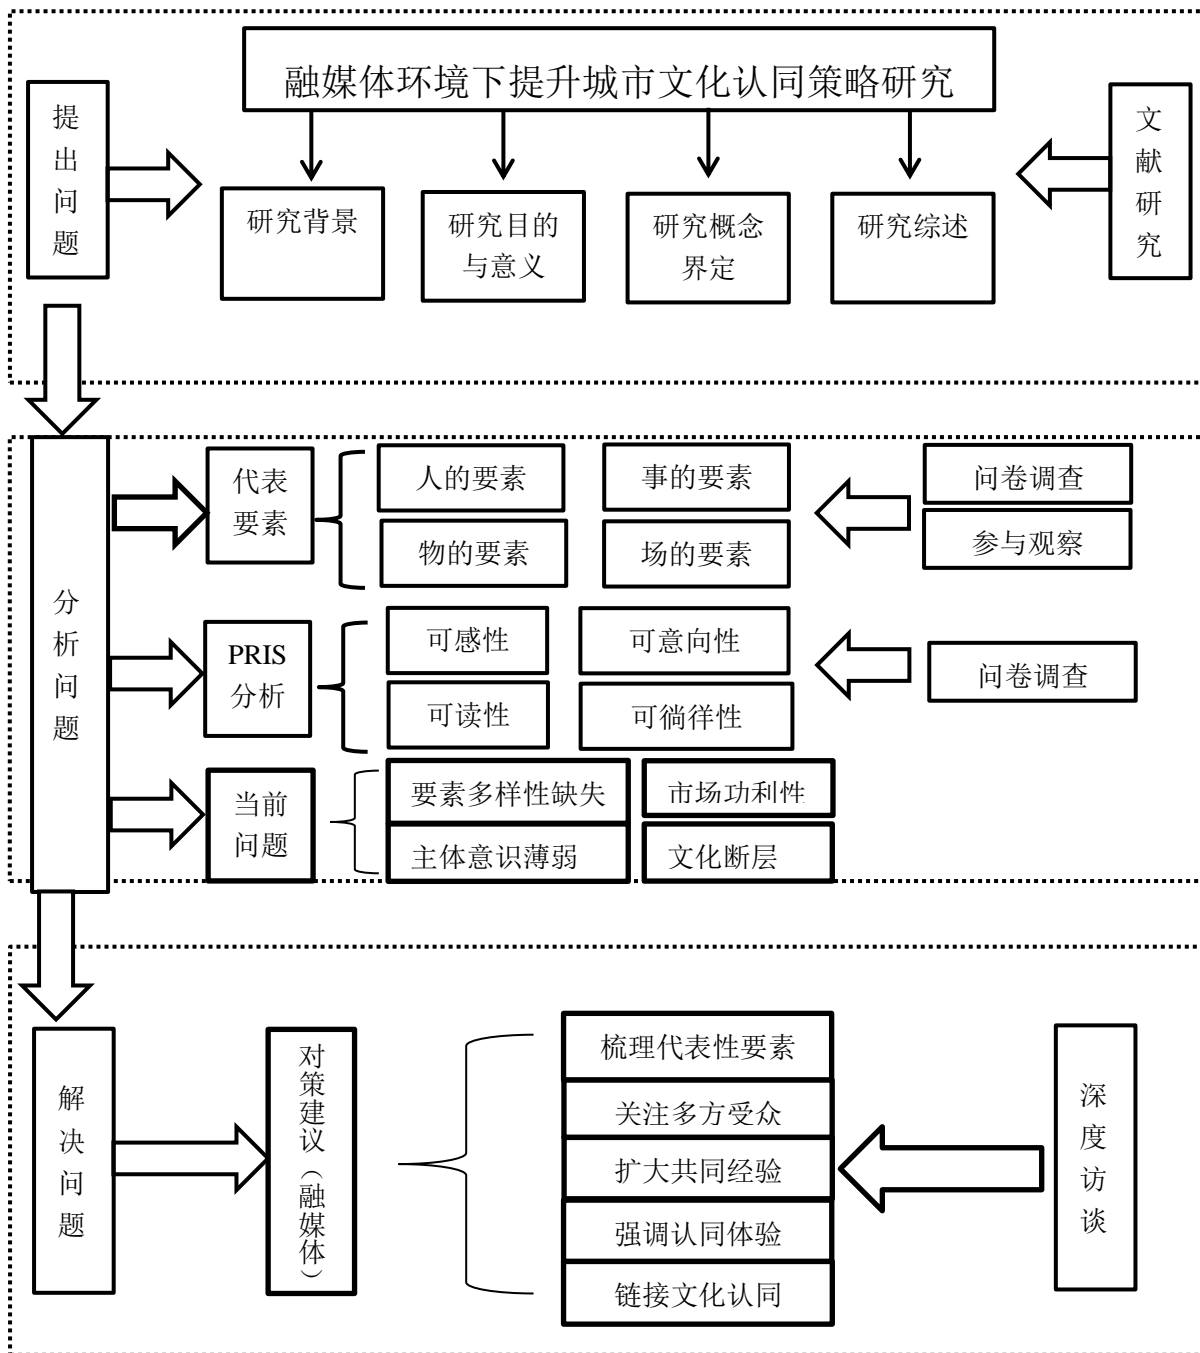 融媒体环境下提升城市文化认同策略研究
提出问题
文献研究
研究背景
研究目的
与意义
研究概念
界定
研究综述
分析问题
代表
要素
人的要素
事的要素
物的要素
场的要素
问卷调查
参与观察
PRIS
分析
可感性
可意向性
可读性
可徜徉性
问卷调查
当前
问题
要素多样性缺失
市场功利性
主体意识薄弱
文化断层
解决问题
对策建议（融媒体）
梳理代表性要素
关注多方受众
扩大共同经验
强调认同体验
链接文化认同
深度访谈